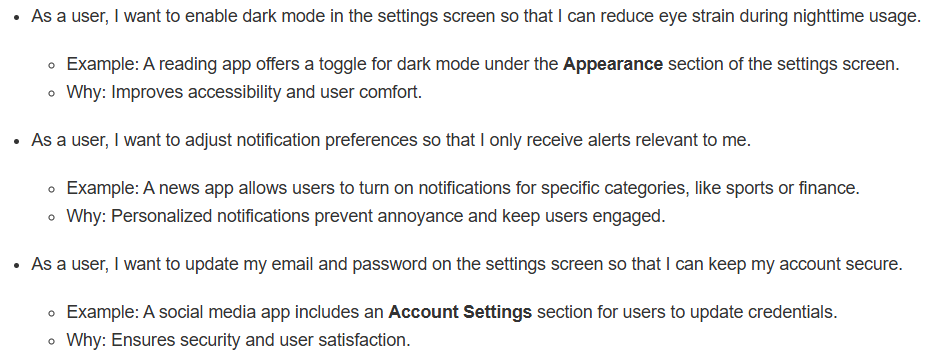 • As a user, I want to enable dark mode in the settings screen so that I can reduce eye strain during nighttime usage.
◦ Example: A reading app offers a toggle for dark mode under the Appearance section of the settings screen.
◦ Why: Improves accessibility and user comfort.
• As a user, I want to adjust notification preferences so that I only receive alerts relevant to me.
◦ Example: A news app allows users to turn on notifications for specific categories, like sports or finance.
◦ Why: Personalized notifications prevent annoyance and keep users engaged.
• As a user, I want to update my email and password on the settings screen so that I can keep my account secure.
◦ Example: A social media app includes an Account Settings section for users to update credentials.
◦ Why: Ensures security and user satisfaction.